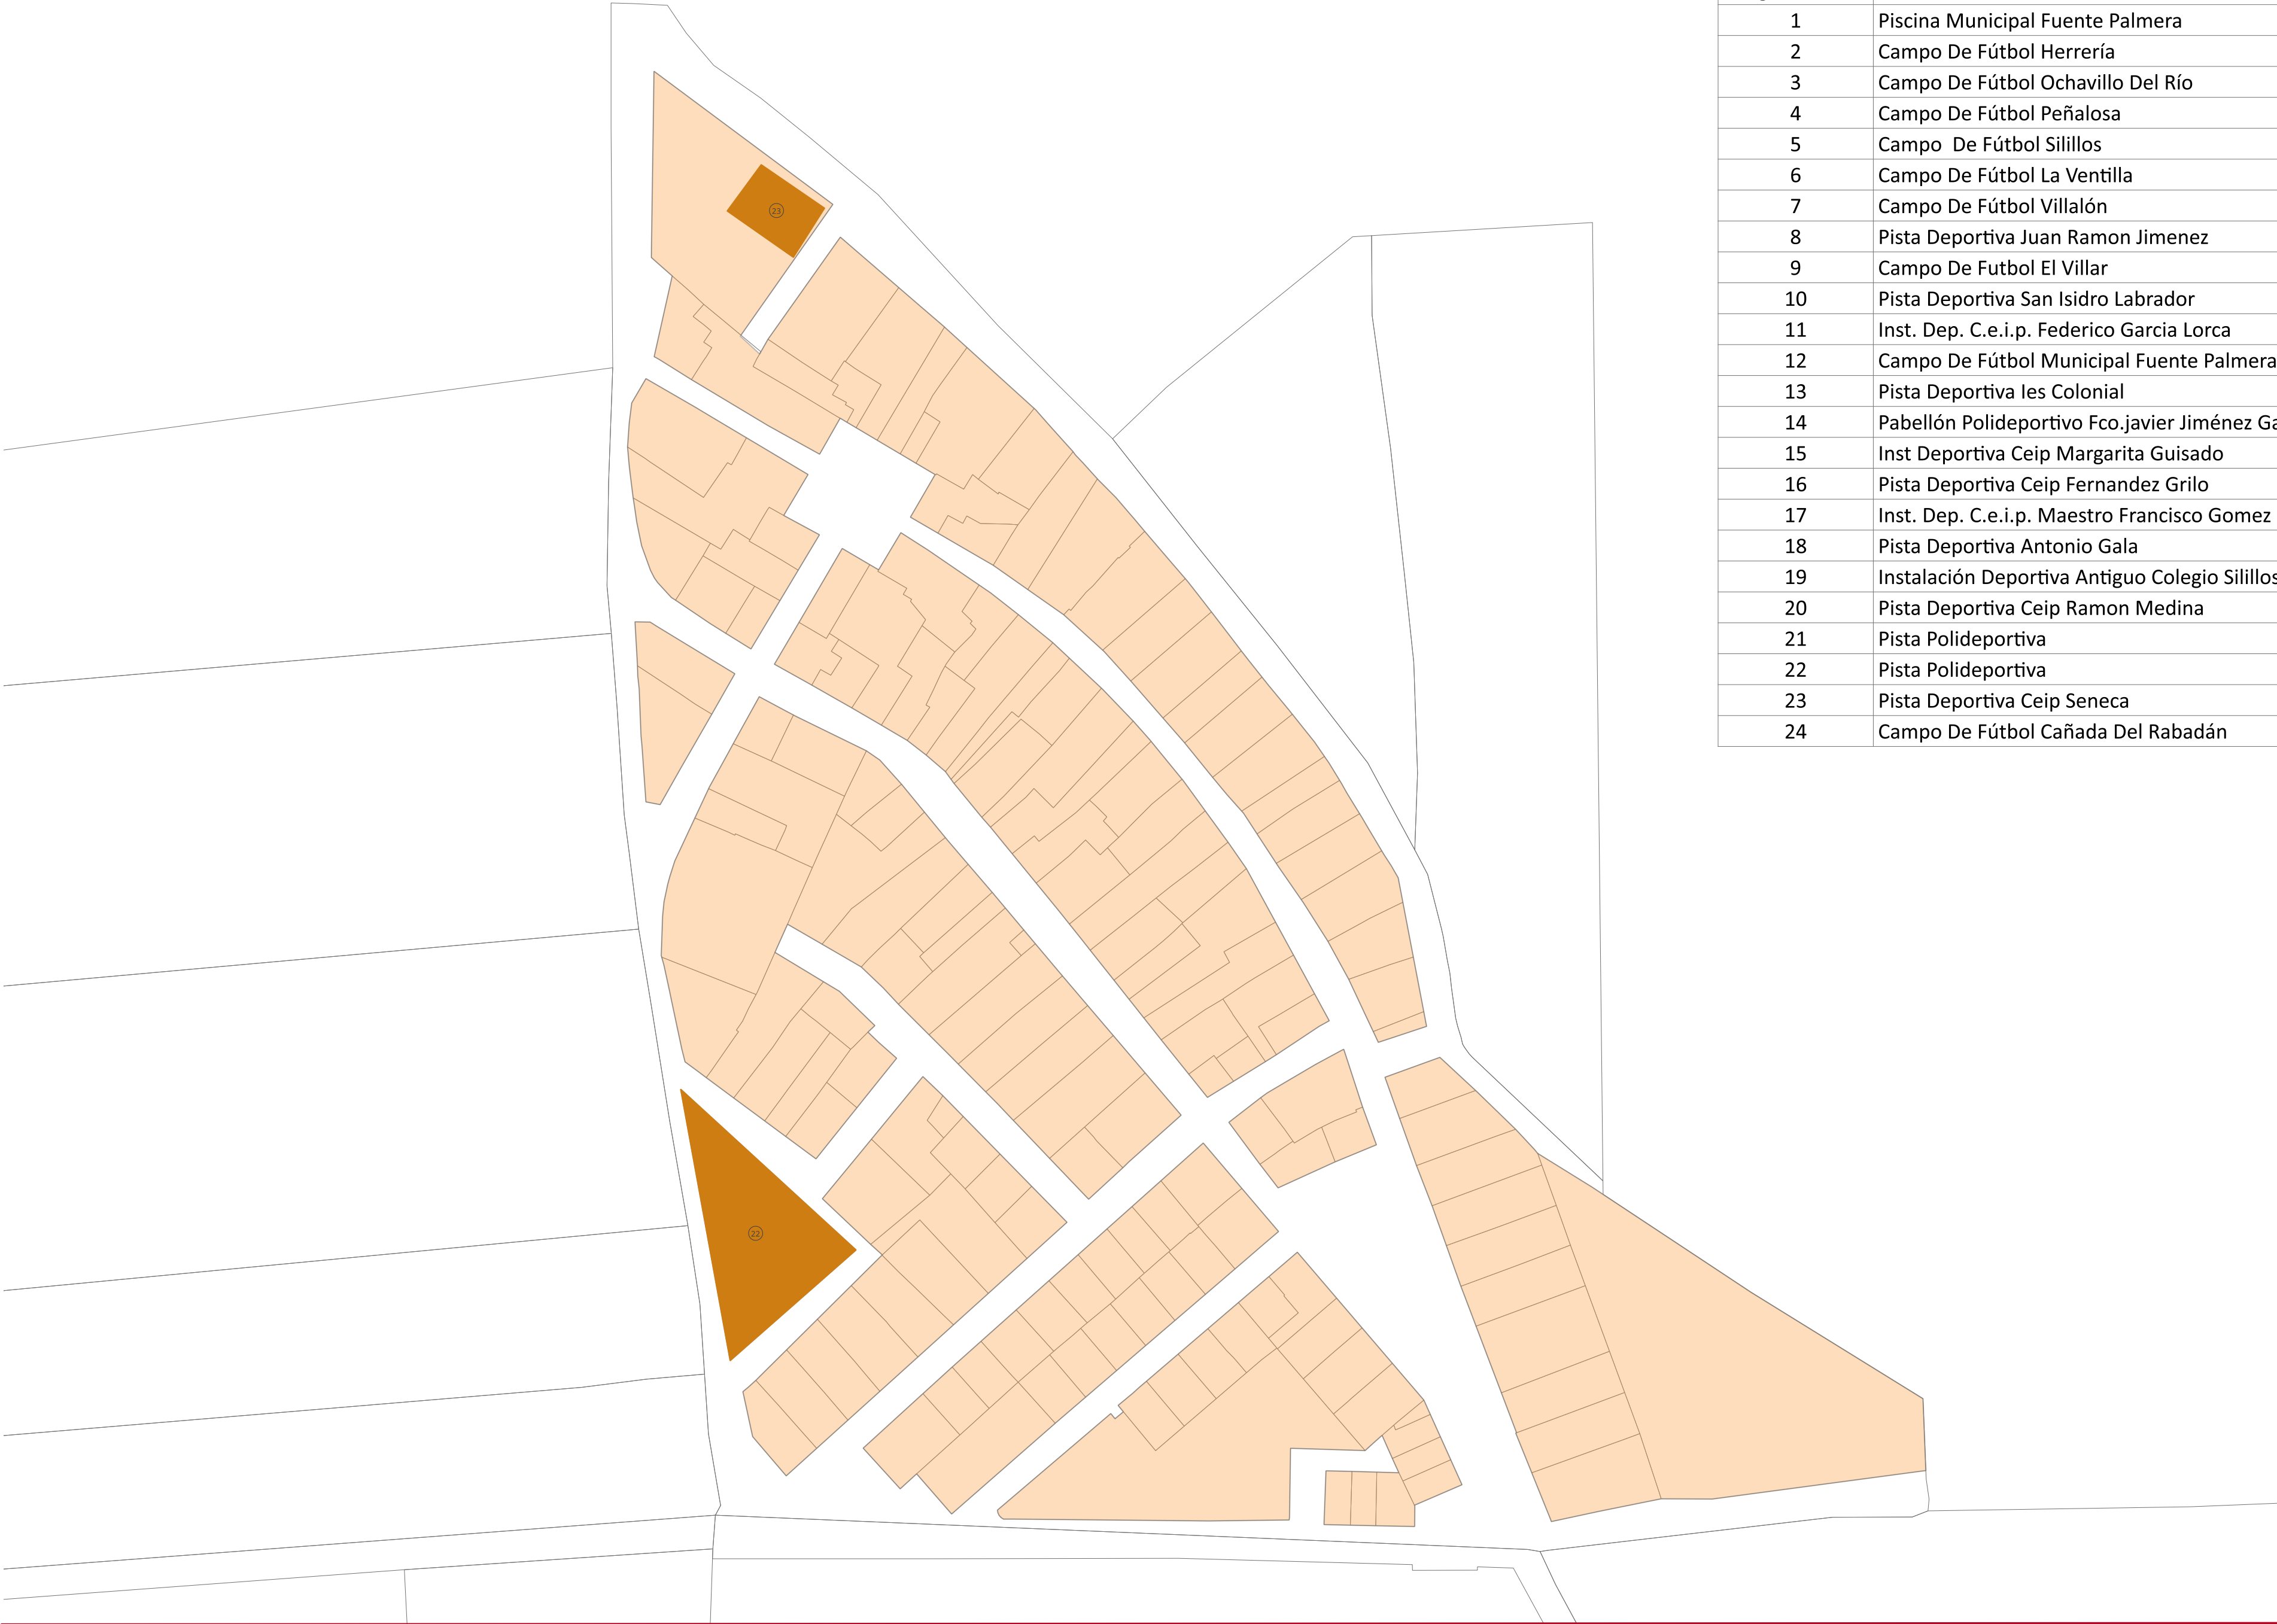 1 Piscina Municipal Fuente Palmera
2 Campo De Fútbol Herrería
3 Campo De Fútbol Ochavillo Del Río
4 Campo De Fútbol Peñalosa
5 Campo De Fútbol Silillos
6 Campo De Fútbol La Ventilla
7 Campo De Fútbol Villalón
8 Pista Deportiva Juan Ramon Jimenez
9 Campo De Futbol El Villar
10 Pista Deportiva San Isidro Labrador
11 Inst. Dep. C.e.i.p. Federico Garcia Lorca
12 Campo De Fútbol Municipal Fuente Palmera
13 Pista Deportiva Ies Colonial
14 Pabellón Polideportivo Fco.javier Jiménez
15 Inst Deportiva Ceip Margarita Guisado
16 Pista Deportiva Ceip Fernandez Grilo
17 Inst. Dep. C.e.i.p. Maestro Francisco Gomez
18 Pista Deportiva Antonio Gala
19 Instalación Deportiva Antiguo Colegio Silillos
20 Pista Deportiva Ceip Ramon Medina
21 Pista Polideportiva
22 Pista Polideportiva
23 Pista Deportiva Ceip Seneca
24 Campo De Fútbol Cañada Del Rabadán
23
22